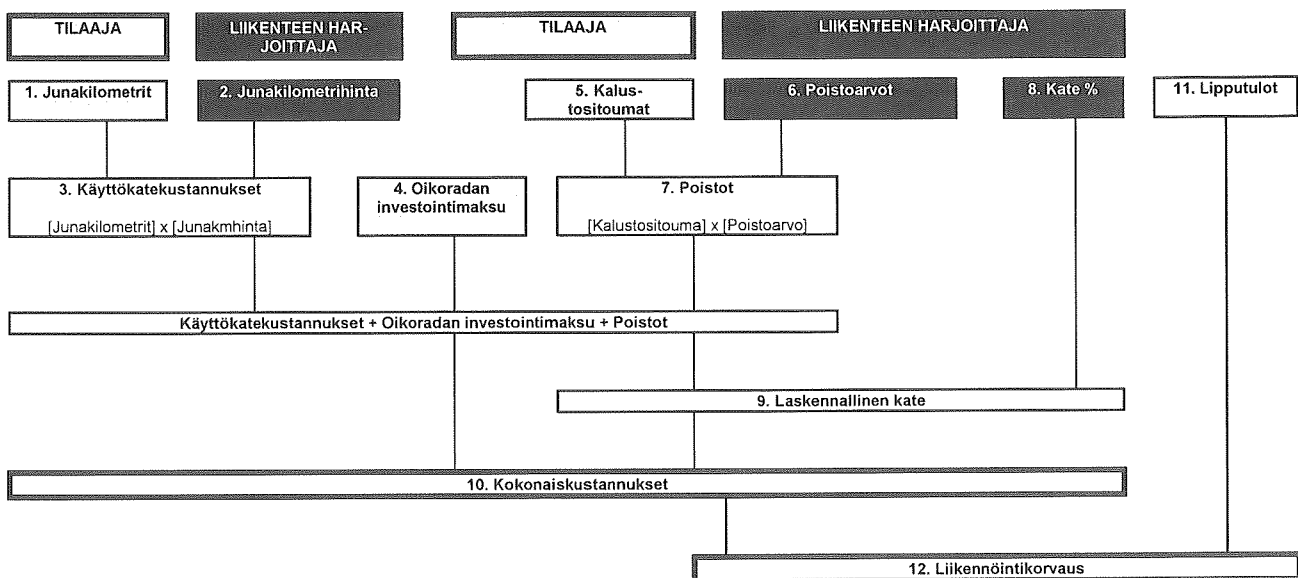 TILAAJA
LIIKENTEEN HAR-
JOITTAJA
TILAAJA
LIIKENTEEN HARJOITTAJA
1. Junakilometrit
2. Junakilometrihinta
5. Kalus-
tositoumat
6. Poistoarvot
8. Kate %
11. Lipputulot
3. Käyttökatekustannukset
[Junakilometrit] x [Junakmhinta]
4. Oikoradan
investointimaksu
7. Poistot
[Kalustositouma] x [Poistoarvo]
Käyttökatekustannukset + Oikoradan investointimaksu + Poistot
9. Laskennallinen kate
10. Kokonaiskustannukset
12. Liikennöintikorvaus